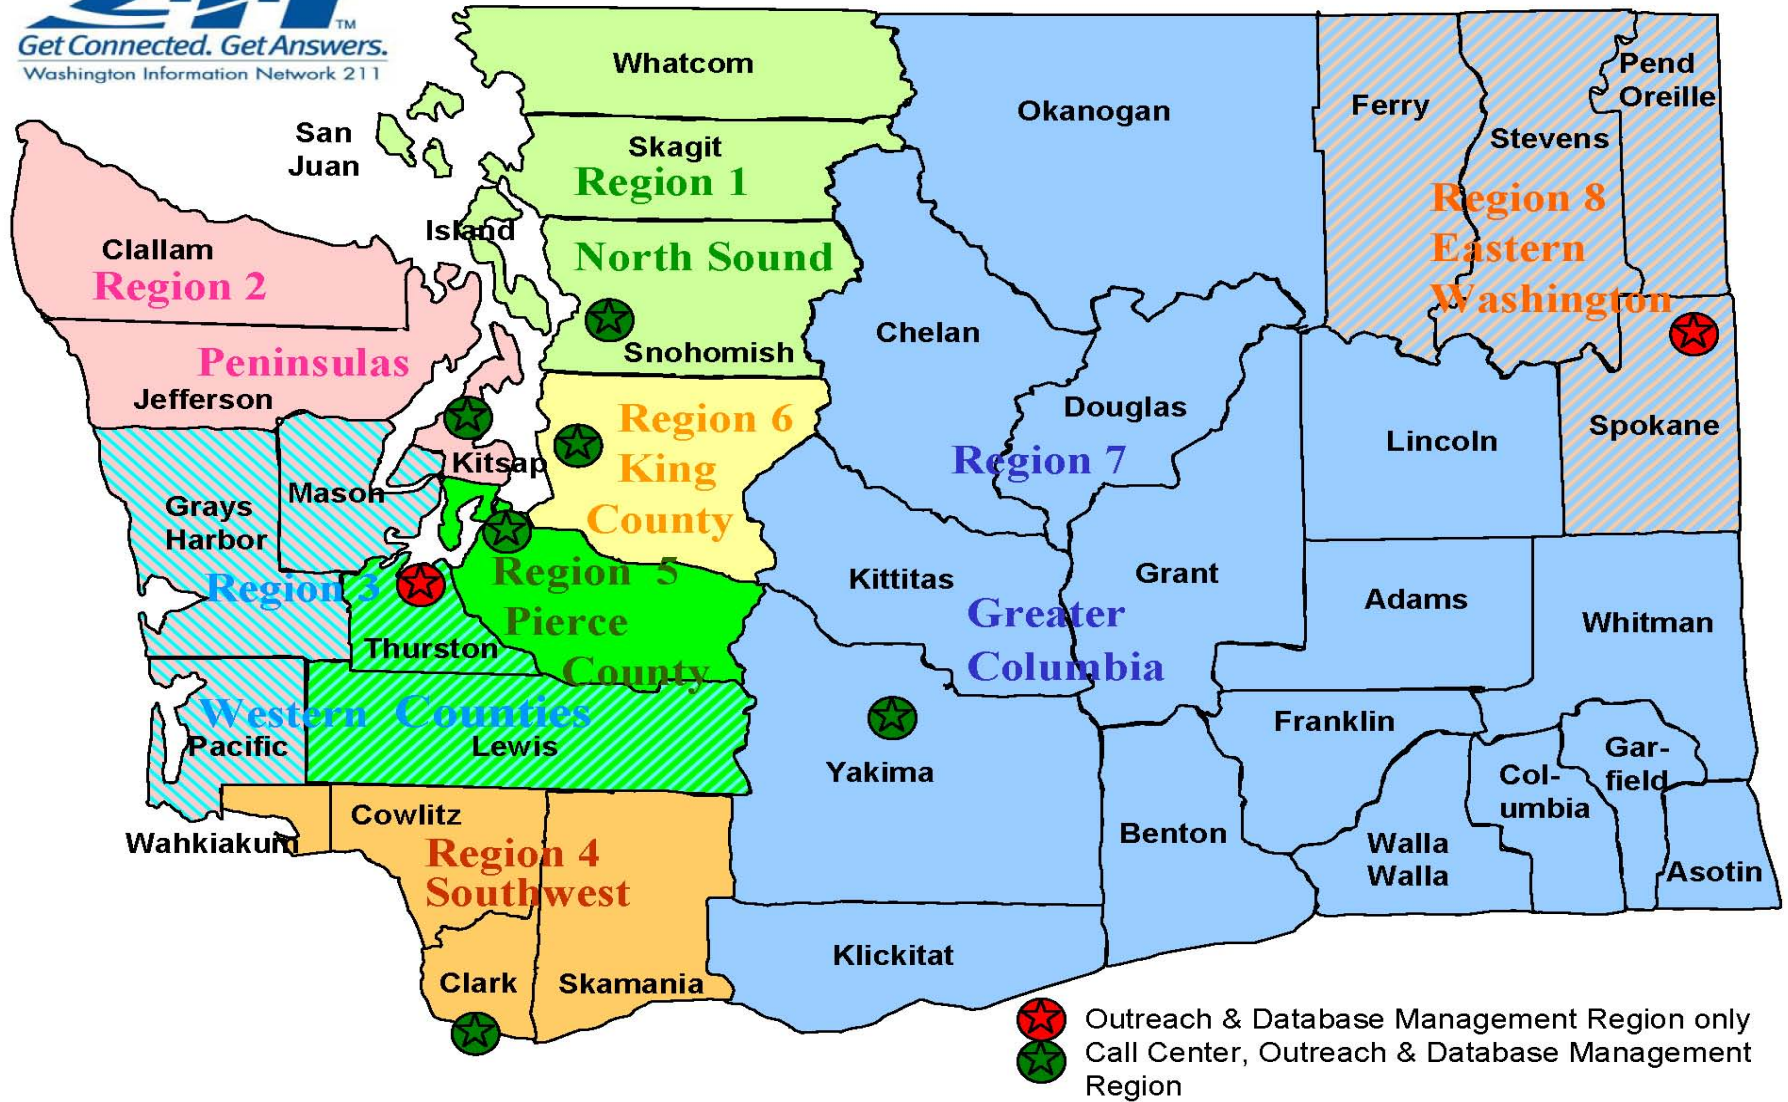 211
TM
Get Connected. Get Answers.
Washington Information Network 211
Whatcom
San
Juan
Skagit
Region 1
Island
North Sound
Snohomish
Clallam
Region 2
Peninsulas
Jefferson
Okanogan
Ferry
Stevens
Pend
Oreille
Region 8
Eastern
Washington
Spokane
Chelan
Douglas
Region 7
Lincoln
Region 6
King
County
Kitsap
Mason
Grays
Harbor
Region 3
Region 5
Pierce
County
Thurston
Western Counties
Pacific
Lewis
Kittitas
Grant
Greater
Columbia
Adams
Whitman
Yakima
Franklin
Benton
Walla
Walla
Col-
umbia
Gar-
field
Asotin
Wahkiakum
Cowlitz
Region 4
Southwest
Clark
Skamania
Klickitat
Outreach & Database Management Region only
Call Center, Outreach & Database Management
Region